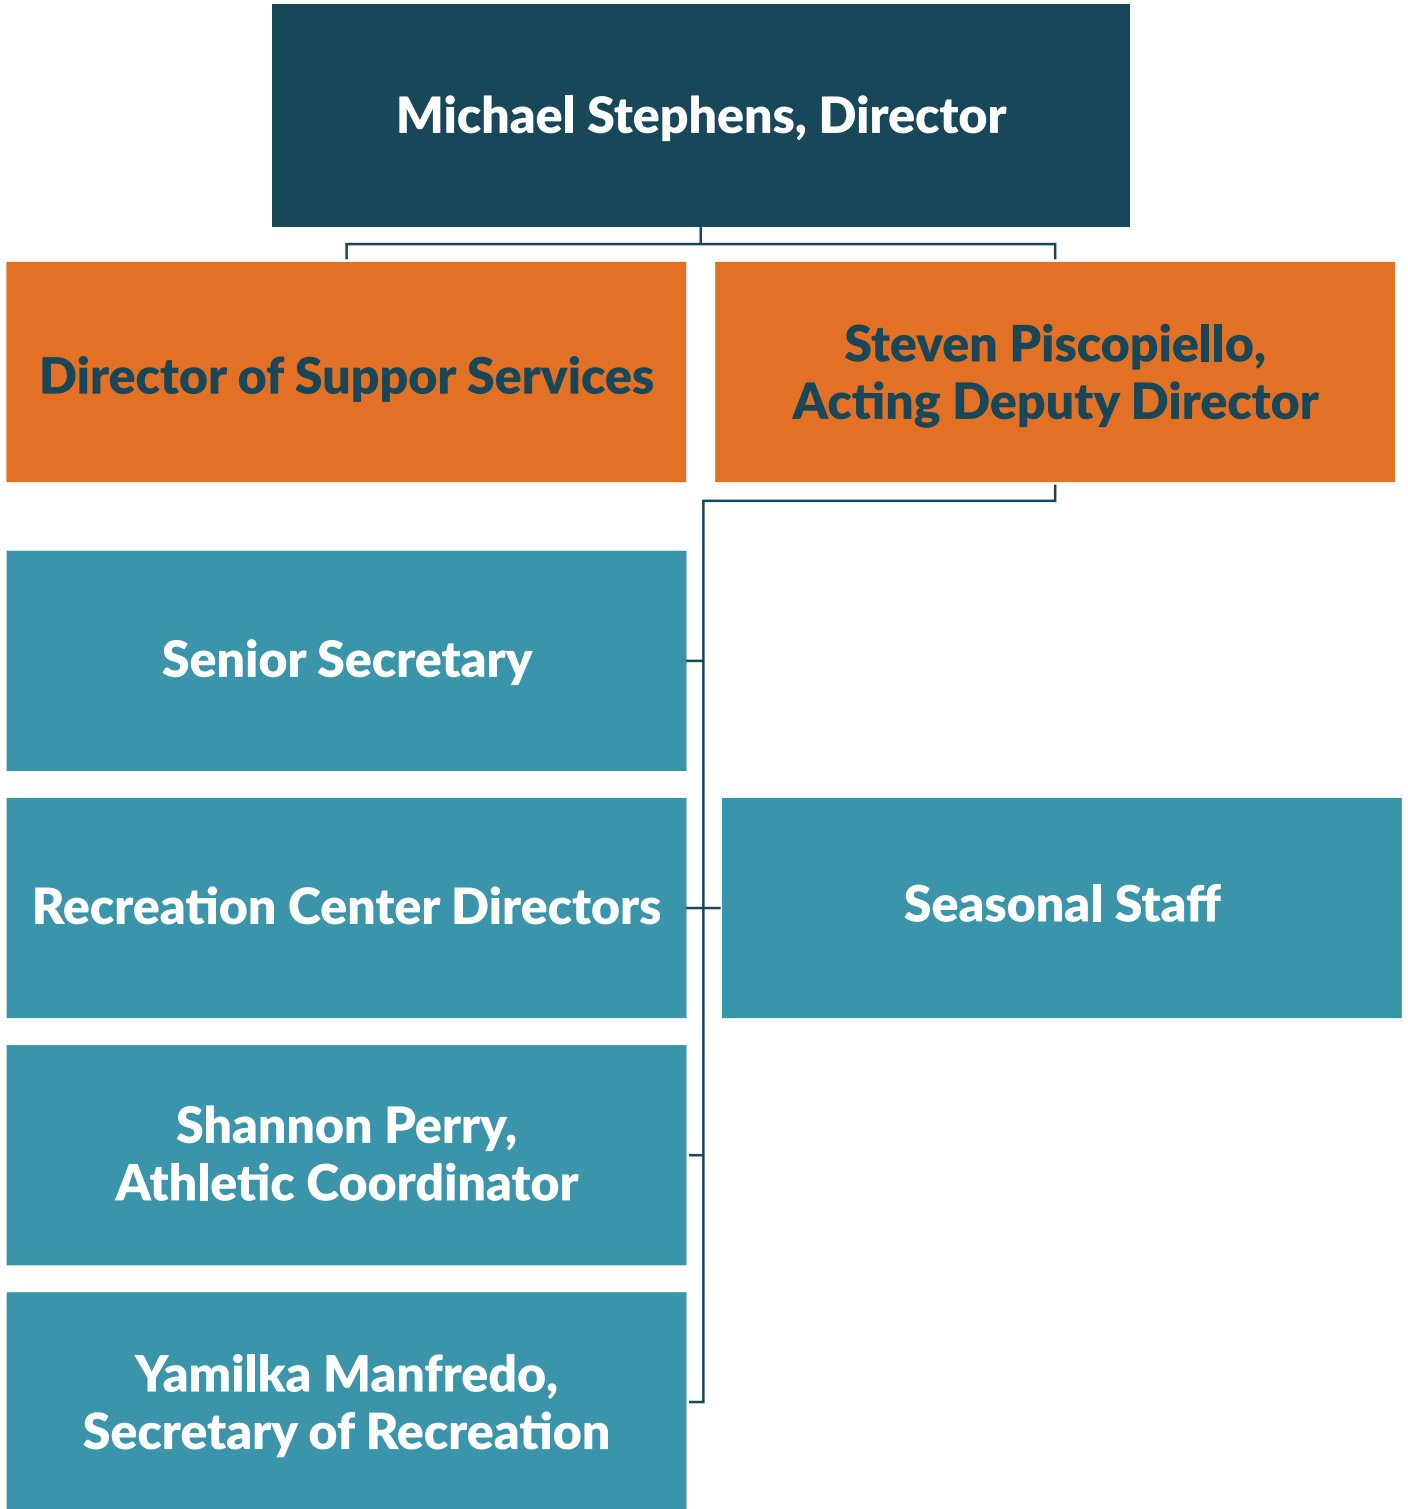 Michael Stephens, Director
Director of Suppor Services
Steven Piscopiello,
Acting Deputy Director
Senior Secretary
Recreation Center Directors
Seasonal Staff
Shannon Perry,
Athletic Coordinator
Yamilka Manfredo,
Secretary of Recreation